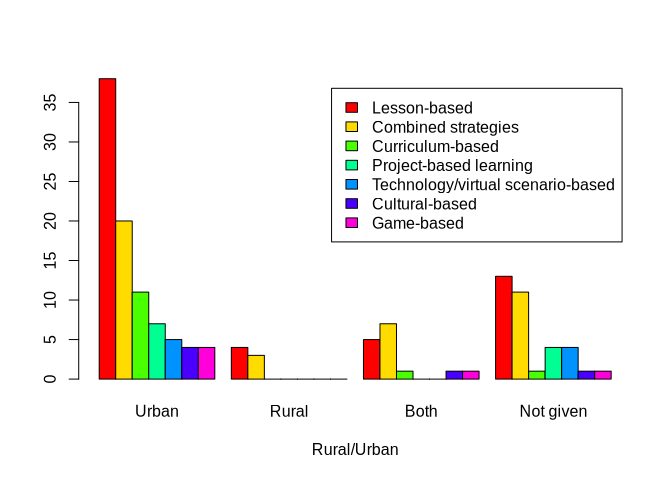 35
30
25
20
15
10
5
0
Lesson-based
Combined strategies
Curriculum-based
Project-based learning
Technology/virtual scenario-based
Cultural-based
Game-based
Urban Rural Both Not given
Rural/Urban